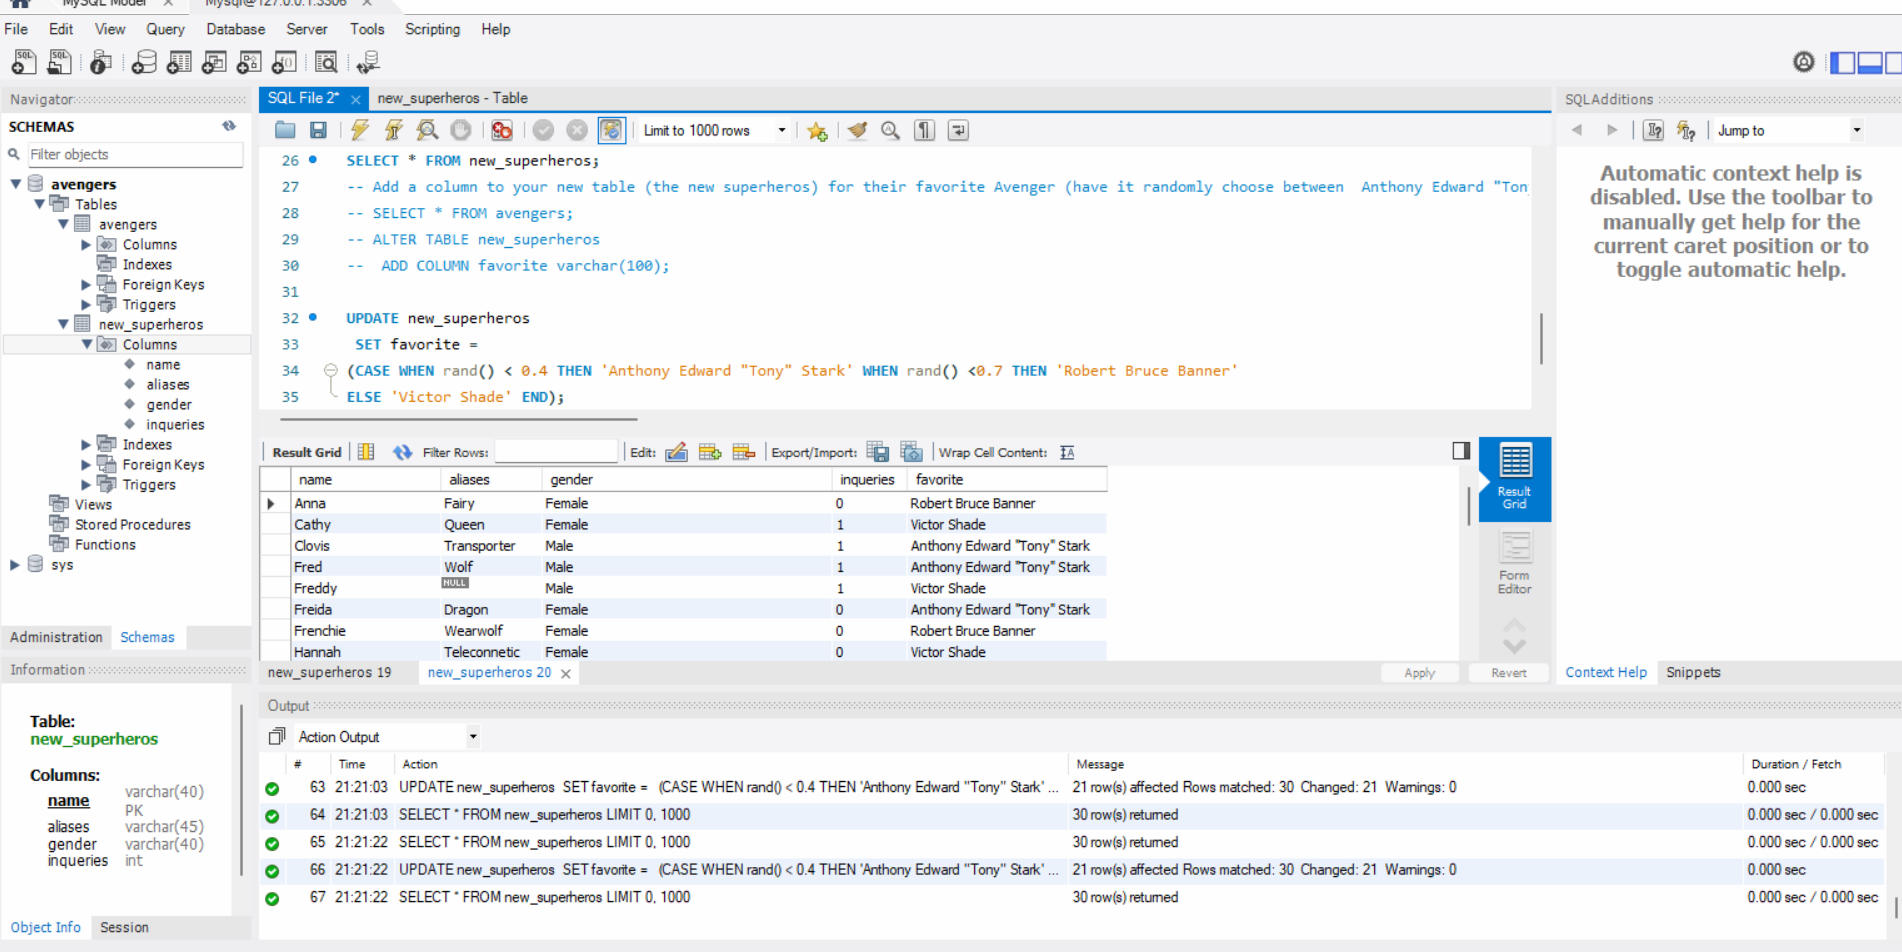 MySQL Model ×
Mysql@127.0.0.1:3306 ×
File Edit View Query Database Server Tools Scripting Help
Navigator
SCHEMAS
Filter objects
avengers
Tables
avengers
Columns
Indexes
Foreign Keys
Triggers
new_superheros
Columns
name
aliases
gender
inqueries
Indexes
Foreign Keys
Triggers
Views
Stored Procedures
Functions
sys
Administration Schemas
Information
Table:
new_superheros
Columns:
name varchar(40)
PK
aliases varchar(45)
gender varchar(40)
inqueries int
Object Info Session
SQL File 2* × new_superheros - Table
Limit to 1000 rows
26 SELECT * FROM new_superheros;
27 -- Add a column to your new table (the new superheros) for their favorite Avenger (have it randomly choose between  Anthony Edward "Ton
28 -- SELECT * FROM avengers;
29 -- ALTER TABLE new_superheros
30 --  ADD COLUMN favorite varchar(100);
31
32 UPDATE new_superheros
33 SET favorite =
34 (CASE WHEN rand() < 0.4 THEN 'Anthony Edward "Tony" Stark' WHEN rand() <0.7 THEN 'Robert Bruce Banner'
35 ELSE 'Victor Shade' END);
Result Grid Filter Rows: Edit: Export/Import: Wrap Cell Content: IA
name aliases gender inqueries favorite
Anna Fairy Female 0 Robert Bruce Banner
Cathy Queen Female 1 Victor Shade
Clovis Transporter Male 1 Anthony Edward "Tony" Stark
Fred Wolf Male 1 Anthony Edward "Tony" Stark
Freddy NULL Male 1 Victor Shade
Freida Dragon Female 0 Anthony Edward "Tony" Stark
Frenchie Wearwolf Female 0 Robert Bruce Banner
Hannah Teleconnetic Female 0 Victor Shade
Result
Grid
Form
Editor
new_superheros 19 new_superheros 20 × Apply Revert
Output
Action Output
# Time Action Message Duration / Fetch
63 21:21:03 UPDATE new_superheros  SET favorite =   (CASE WHEN rand() < 0.4 THEN 'Anthony Edward "Tony" Stark' ... 21 row(s) affected Rows matched: 30  Changed: 21  Warnings: 0 0.000 sec
64 21:21:03 SELECT * FROM new_superheros LIMIT 0, 1000 30 row(s) returned 0.000 sec / 0.000 sec
65 21:21:22 SELECT * FROM new_superheros LIMIT 0, 1000 30 row(s) returned 0.000 sec / 0.000 sec
66 21:21:22 UPDATE new_superheros  SET favorite =   (CASE WHEN rand() < 0.4 THEN 'Anthony Edward "Tony" Stark' ... 21 row(s) affected Rows matched: 30  Changed: 21  Warnings: 0 0.000 sec
67 21:21:22 SELECT * FROM new_superheros LIMIT 0, 1000 30 row(s) returned 0.000 sec / 0.000 sec
SQLAdditions
Jump to
Automatic context help is
disabled. Use the toolbar to
manually get help for the
current caret position or to
toggle automatic help.
Context Help Snippets